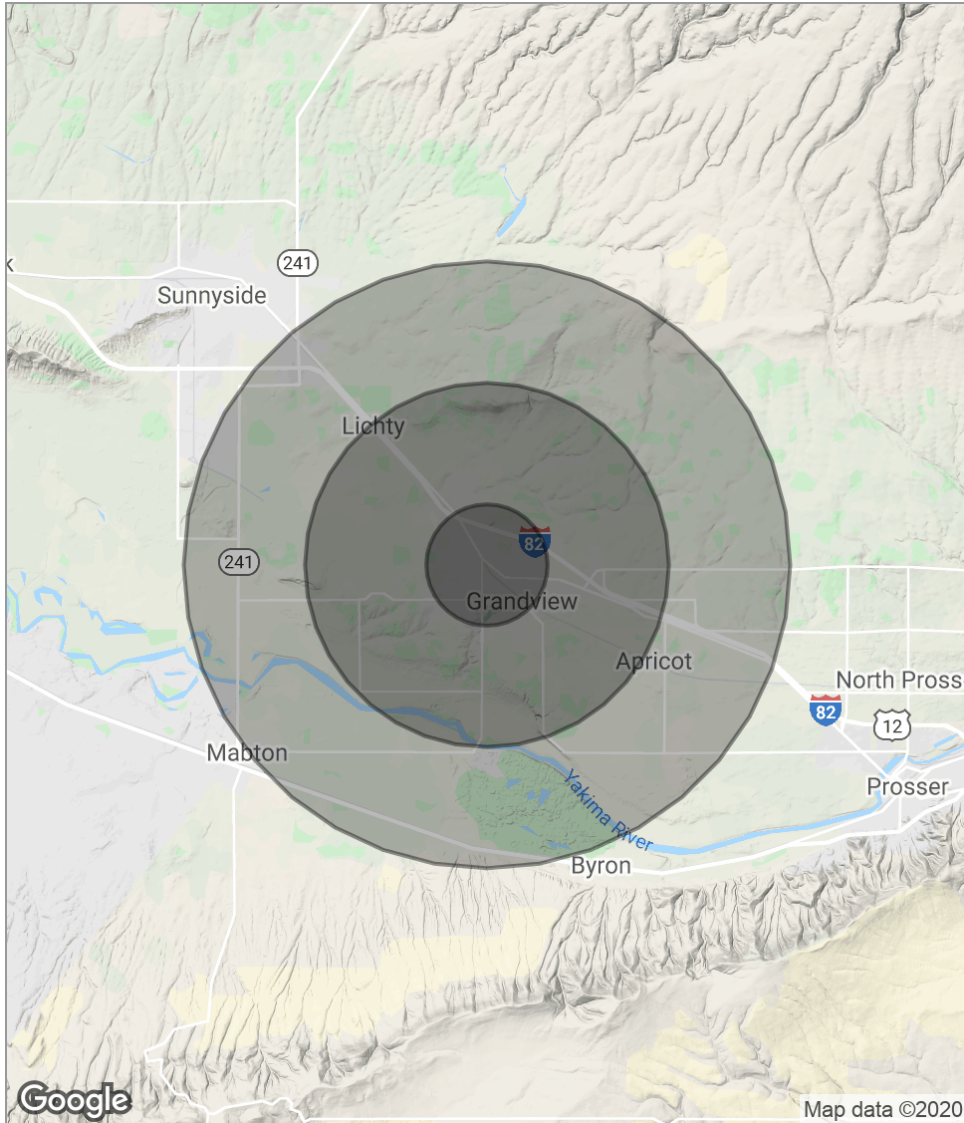 241
K
Sunnyside
Lichty
82
241
Grandview
Apricot
North Pross
82
12
Mabton
Prosser
Yakima River
Byron
Google
Map data ©2020